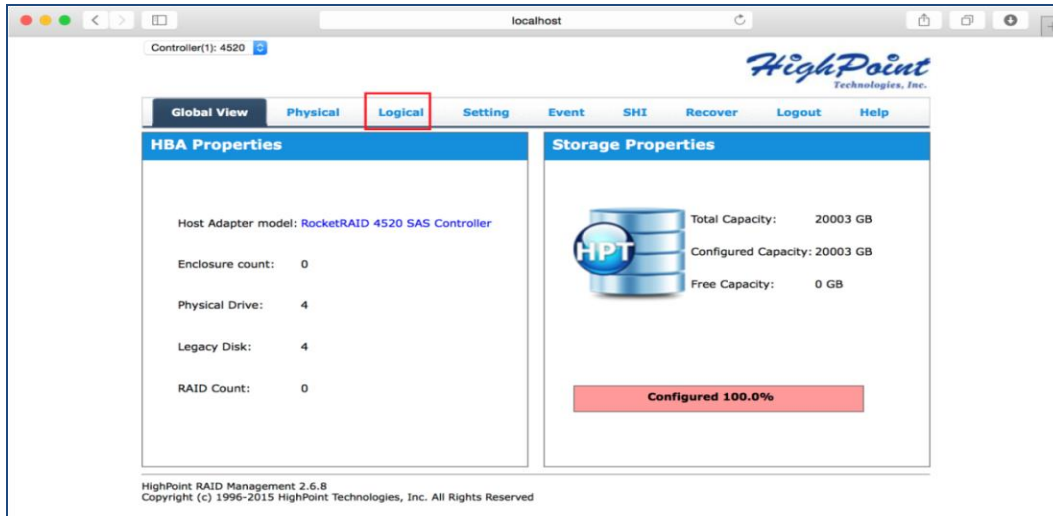 localhost
Controller(1): 4520
HighPoint
Technologies, Inc.
Global View Physical Logical Setting Event SHI Recover Logout Help
HBA Properties
Host Adapter model: RocketRAID 4520 SAS Controller
Enclosure count: 0
Physical Drive: 4
Legacy Disk: 4
RAID Count: 0
Storage Properties
HPT
Total Capacity: 20003 GB
Configured Capacity: 20003 GB
Free Capacity: 0 GB
Configured 100.0%
HighPoint RAID Management 2.6.8
Copyright (c) 1996-2015 HighPoint Technologies, Inc. All Rights Reserved